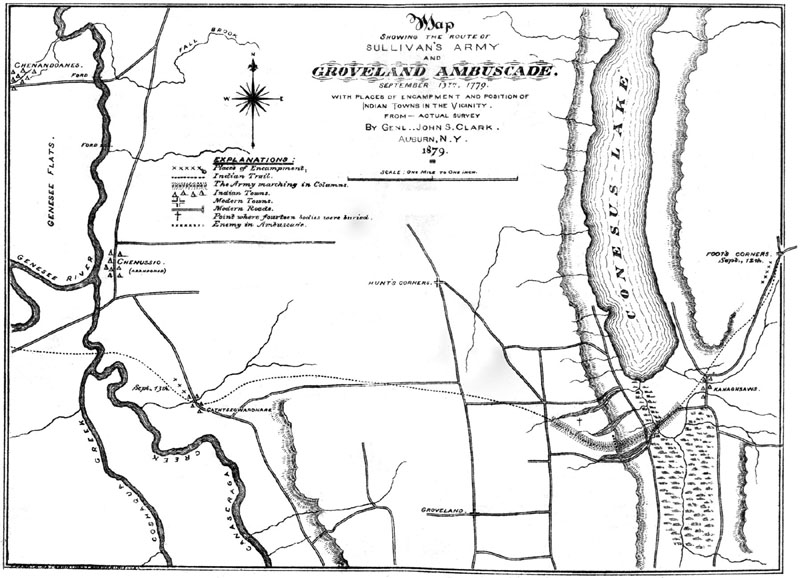 Map
SHOWING THE ROUTE OF
SULLIVAN'S ARMY
AND
GROVELAND AMBUSCADE.
SEPTEMBER 13TH. 1779.
WITH PLACES OF ENCAMPMENT AND POSITION OF
INDIAN TOWNS IN THE VICINITY.
FROM — ACTUAL SURVEY
BY GENL. JOHN S. CLARK.
AUBURN, N.Y.
1879.
SCALE: ONE MILE TO ONE INCH.
N
W
E
EXPLANATIONS:
Places of Encampment,
Indian Trail.
The Army marching in Columns.
Indian Towns.
Modern Towns.
Modern Roads.
Point where fourteen bodies were buried.
Enemy in Ambuscade.
CHENANDOANES.
FORD
FALL BROOK
FORD
GENESEE FLATS.
GENESEE RIVER
CHENUSSIO
(ABANDONED)
HUNT'S CORNERS.
CONESUS LAKE
FOOT'S CORNERS.
Sept. 12th.
KANAGHSAWS.
Sept. 13th.
CATHTSEGWAROHARE
CREEK
CREEK
CANASERAGA
GROVELAND